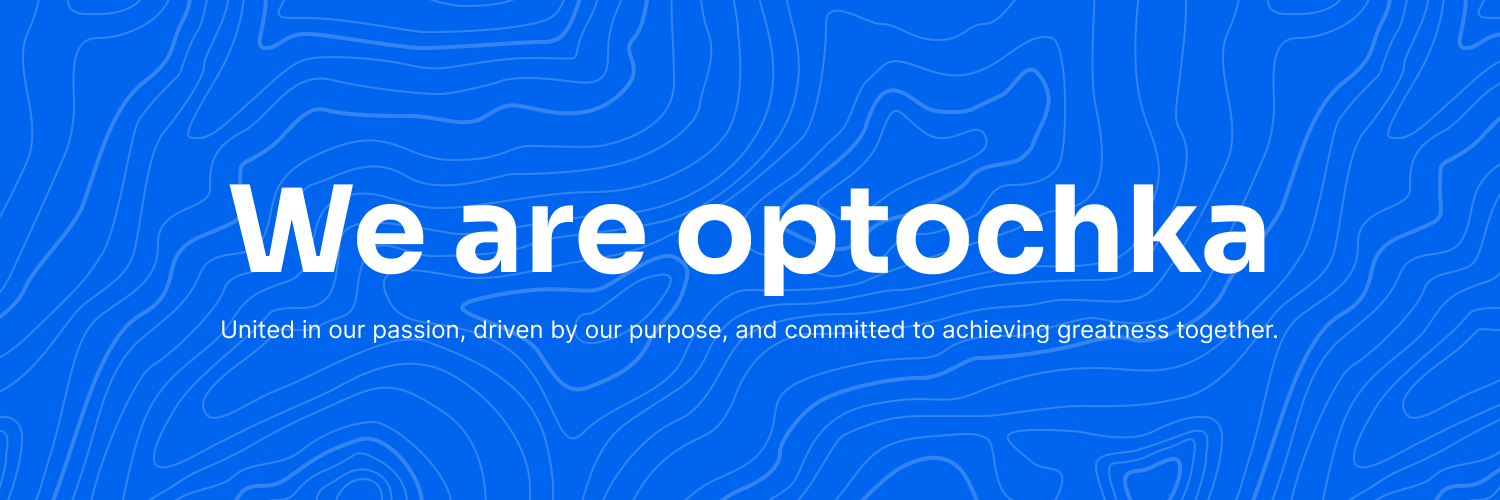 We are optochka
United in our passion, driven by our purpose, and committed to achieving greatness together.